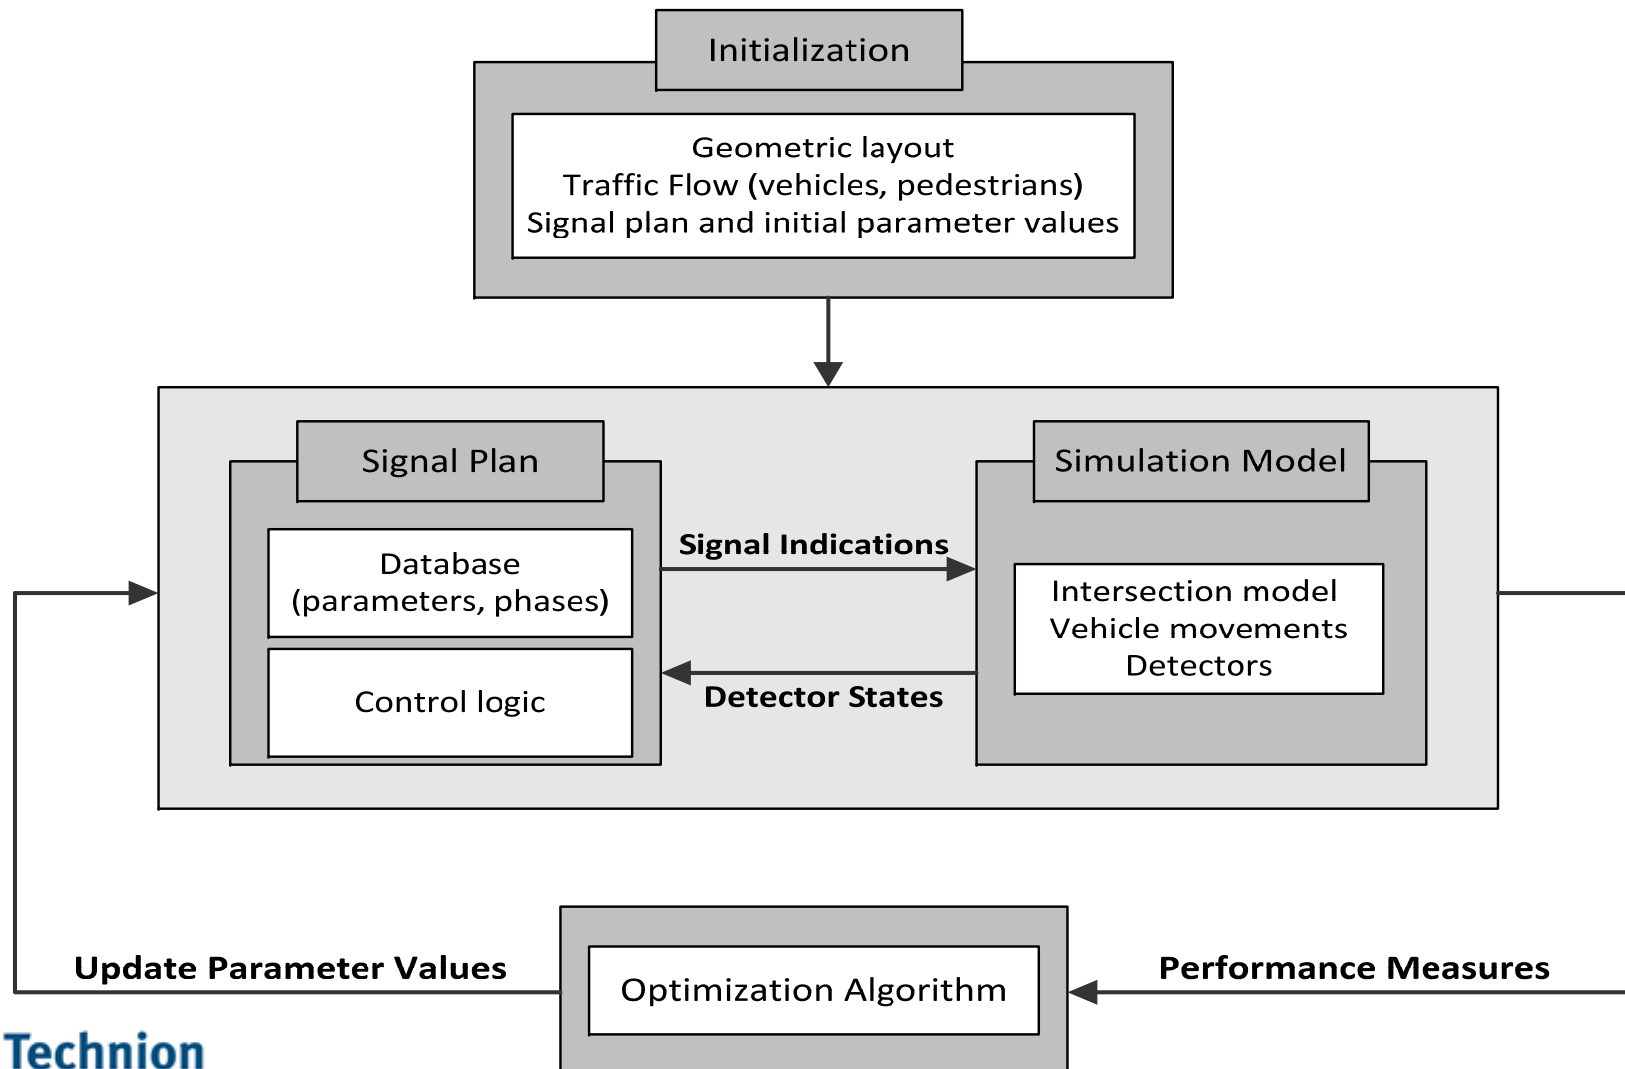 Initialization
Geometric layout
Traffic Flow (vehicles, pedestrians)
Signal plan and initial parameter values
Signal Plan
Database
(parameters, phases)
Control logic
Signal Indications
Detector States
Simulation Model
Intersection model
Vehicle movements
Detectors
Update Parameter Values
Optimization Algorithm
Performance Measures
Technion